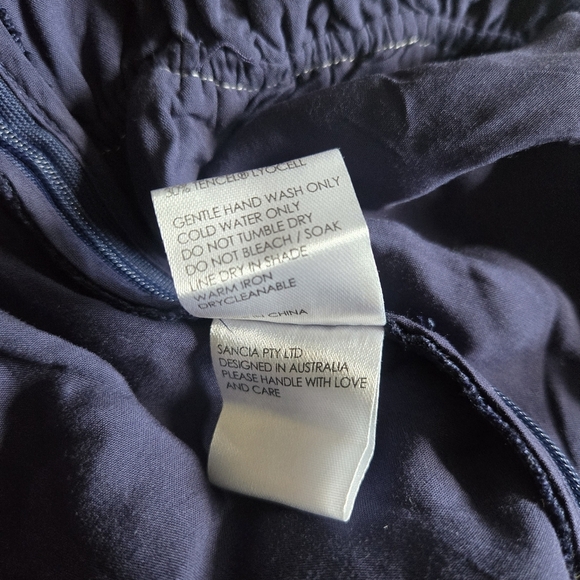 TENCEL® LYOCELL
GENTLE HAND WASH ONLY
COLD WATER ONLY
DO NOT TUMBLE DRY
DO NOT BLEACH / SOAK
LINE DRY IN SHADE
WARM IRON
DRYCLEANABLE
CHINA
SANCIA PTY LTD
DESIGNED IN AUSTRALIA
PLEASE HANDLE WITH LOVE
AND CARE